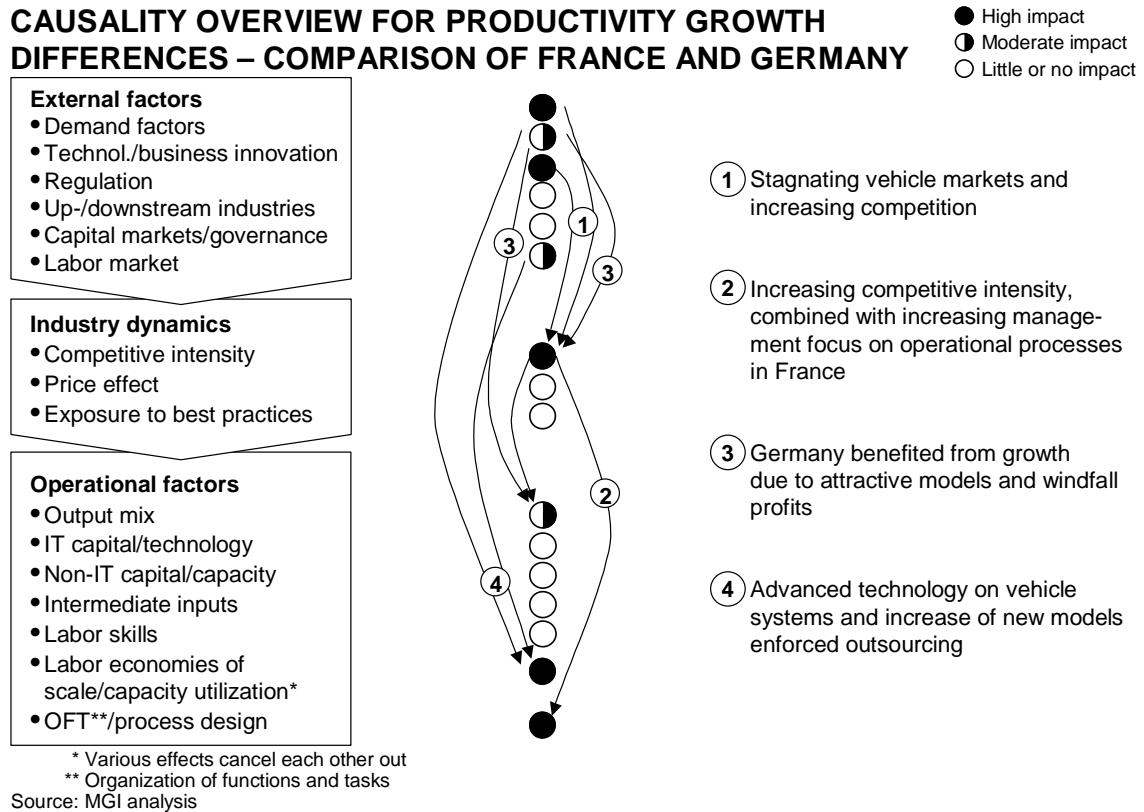 CAUSALITY OVERVIEW FOR PRODUCTIVITY GROWTH
DIFFERENCES – COMPARISON OF FRANCE AND GERMANY
High impact
Moderate impact
Little or no impact
External factors
• Demand factors
• Technol./business innovation
• Regulation
• Up-/downstream industries
• Capital markets/governance
• Labor market
Industry dynamics
• Competitive intensity
• Price effect
• Exposure to best practices
Operational factors
• Output mix
• IT capital/technology
• Non-IT capital/capacity
• Intermediate inputs
• Labor skills
• Labor economies of
scale/capacity utilization*
• OFT**/process design
1
3
3
2
4
1 Stagnating vehicle markets and
increasing competition
2 Increasing competitive intensity,
combined with increasing manage-
ment focus on operational processes
in France
3 Germany benefited from growth
due to attractive models and windfall
profits
4 Advanced technology on vehicle
systems and increase of new models
enforced outsourcing
* Various effects cancel each other out
** Organization of functions and tasks
Source: MGI analysis